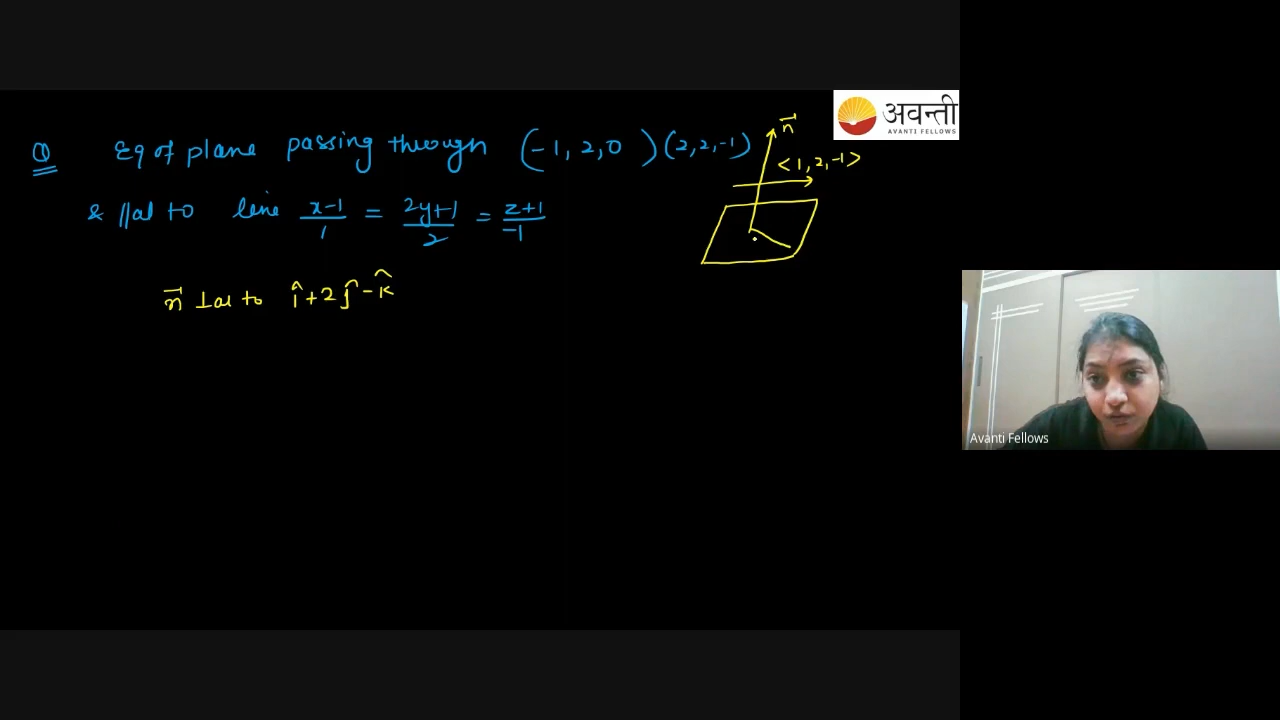 Q Eq of plane passing through (-1, 2, 0) (2, 2, -1)
& ||al to line x-1/1 = 2y+1/2 = z+1/-1
n⃗ ⊥al to î + 2ĵ - k̂
n⃗
<1, 2, -1>
अवन्ती
AVANTI FELLOWS
Avanti Fellows